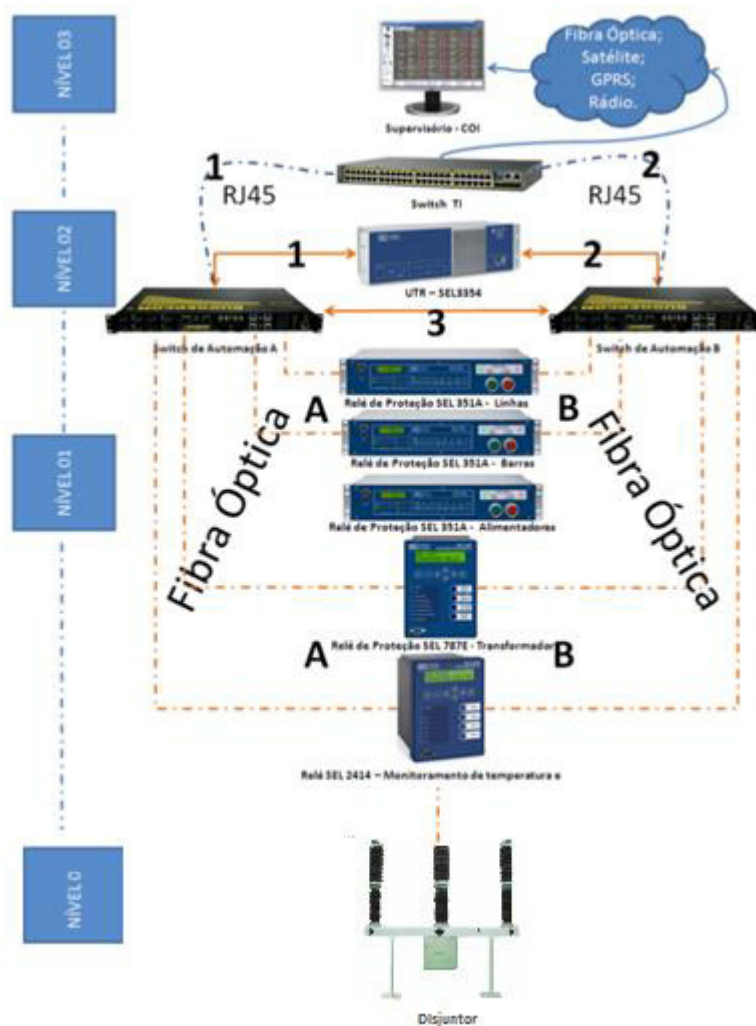 NÍVEL 03
Fibra Óptica;
Satélite;
GPRS;
Rádio.
Supervisório - COI
1
2
RJ45
RJ45
Switch TI
NÍVEL 02
1
2
UTR – SEL3354
3
Switch de Automação A
Switch de Automação B
A
B
Relé de Proteção SEL 351A - Linhas
Relé de Proteção SEL 351A - Barras
NÍVEL 01
Fibra Óptica
Fibra Óptica
Relé de Proteção SEL 351A - Alimentadores
Relé de Proteção SEL 787E - Transformador
A
B
Relé SEL 2414 – Monitoramento de temperatura e
NÍVEL 0
Disjuntor